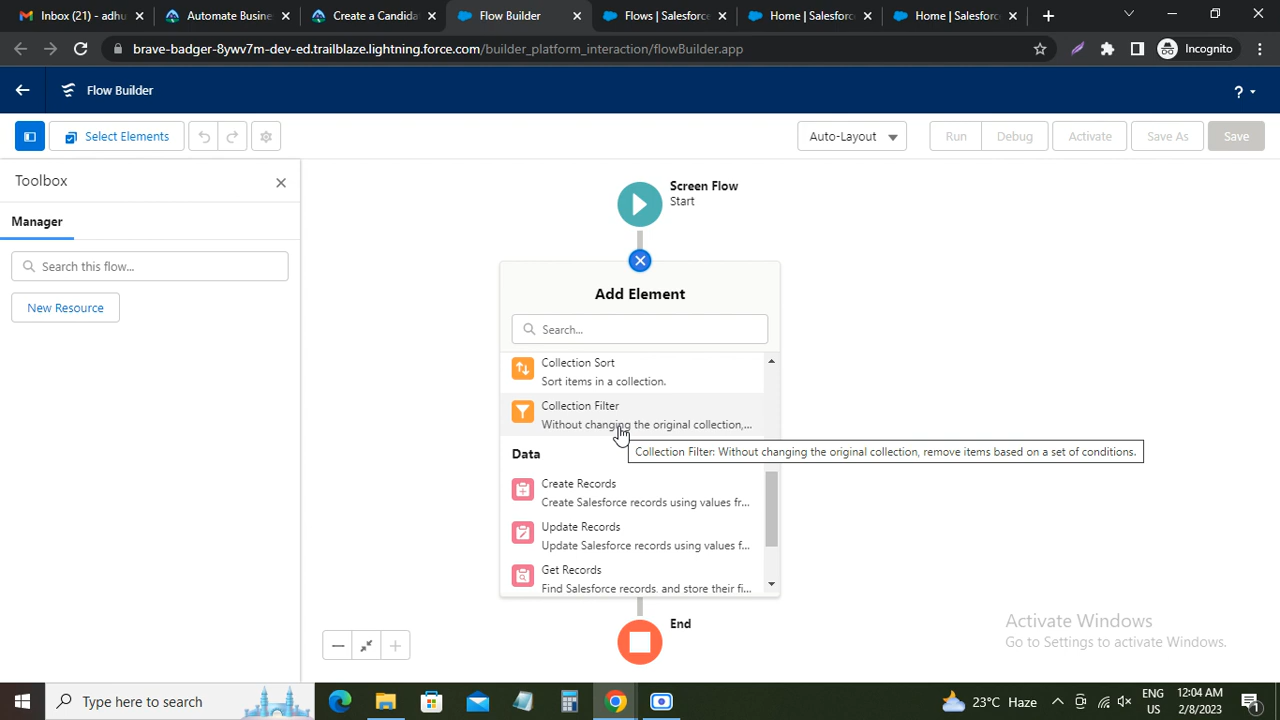 Inbox (21) - adhu
Automate Busine
Create a Candida
Flow Builder
Flows | Salesforce
Home | Salesforc
Home | Salesforc
brave-badger-8ywv7m-dev-ed.trailblaze.lightning.force.com/builder_platform_interaction/flowBuilder.app
Incognito
Flow Builder
?
Select Elements
Auto-Layout
Run
Debug
Activate
Save As
Save
Toolbox
Manager
Search this flow...
New Resource
Screen Flow
Start
Add Element
Search...
Collection Sort
Sort items in a collection.
Collection Filter
Without changing the original collection,...
Collection Filter: Without changing the original collection, remove items based on a set of conditions.
Data
Create Records
Create Salesforce records using values fr...
Update Records
Update Salesforce records using values f...
Get Records
Find Salesforce records, and store their fi...
End
Activate Windows
Go to Settings to activate Windows.
Type here to search
23°C Haze
ENG
US
12:04 AM
2/8/2023
1